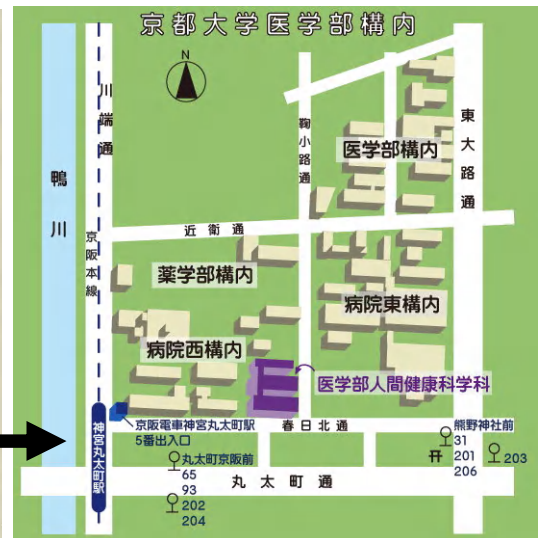 京都大学医学部構内
N
川端通
鴨川
京阪本線
鞠小路通
東大路通
医学部構内
近衛通
薬学部構内
病院東構内
病院西構内
医学部人間健康科学科
神宮丸太町駅
京阪電車神宮丸太町駅
5番出入口
春日北通
熊野神社前
31
201
206
203
丸太町京阪前
65
93
202
204
丸太町通